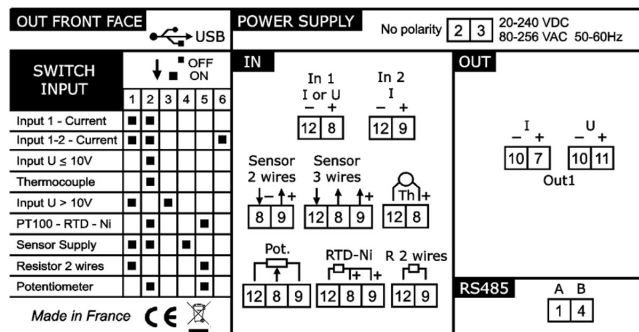 OUT FRONT FACE
USB
POWER SUPPLY
No polarity
2 3
20-240 VDC
80-256 VAC 50-60Hz
SWITCH
INPUT
OFF
ON
1 2 3 4 5 6
Input 1 - Current
Input 1-2 - Current
Input U ≤ 10V
Thermocouple
Input U > 10V
PT100 - RTD - Ni
Sensor Supply
Resistor 2 wires
Potentiometer
Made in France
CE
IN
In 1
I or U
- +
12 8
In 2
I
- +
12 9
Sensor
2 wires
- +
8 9
Sensor
3 wires
+
12 8 9
Th +
12 8
Pot.
12 8 9
RTD-Ni
+ +
12 8 9
R 2 wires
12 9
OUT
I
- +
10 7
U
- +
10 11
Out1
RS485
A B
1 4